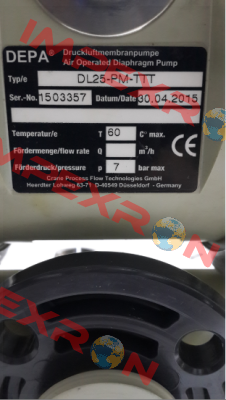 DEPA® Druckluftmembranpumpe
Air Operated Diaphragm Pump
Typ/e DL25-PM-TTT
Ser.-No. 1503357 Datum/Date 30.04.2015
Temperatur/e T 60 C° max.
Fördermenge/flow rate Q m³/h
Förderdruck/pressure p 7 bar max
CE
Crane Process Flow Technologies GmbH
Heerdter Lohweg 63-71 D-40549 Düsseldorf - Germany
IMPEXRON